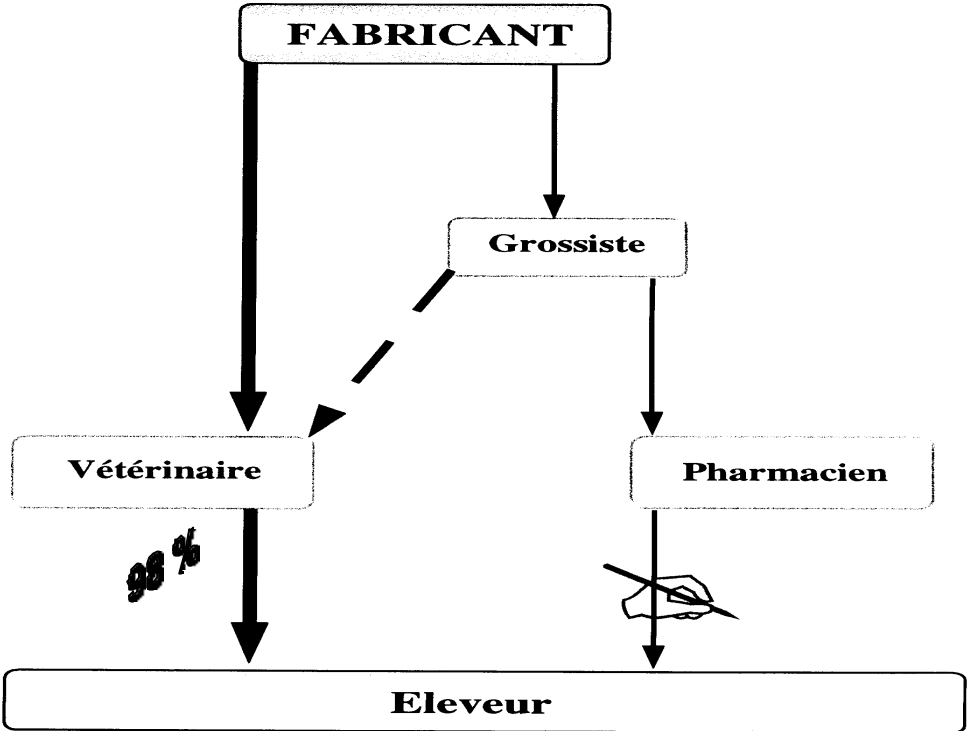 FABRICANT
Grossiste
Vétérinaire
Pharmacien
98 %
Eleveur